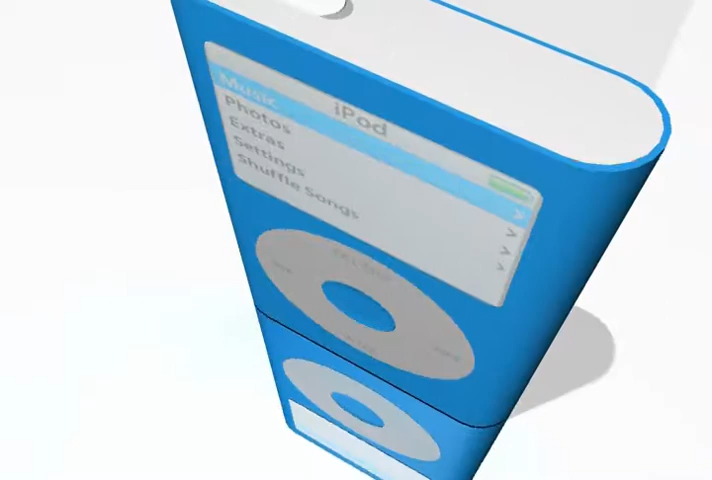 iPod
Music >
Photos >
Extras >
Settings >
Shuffle Songs